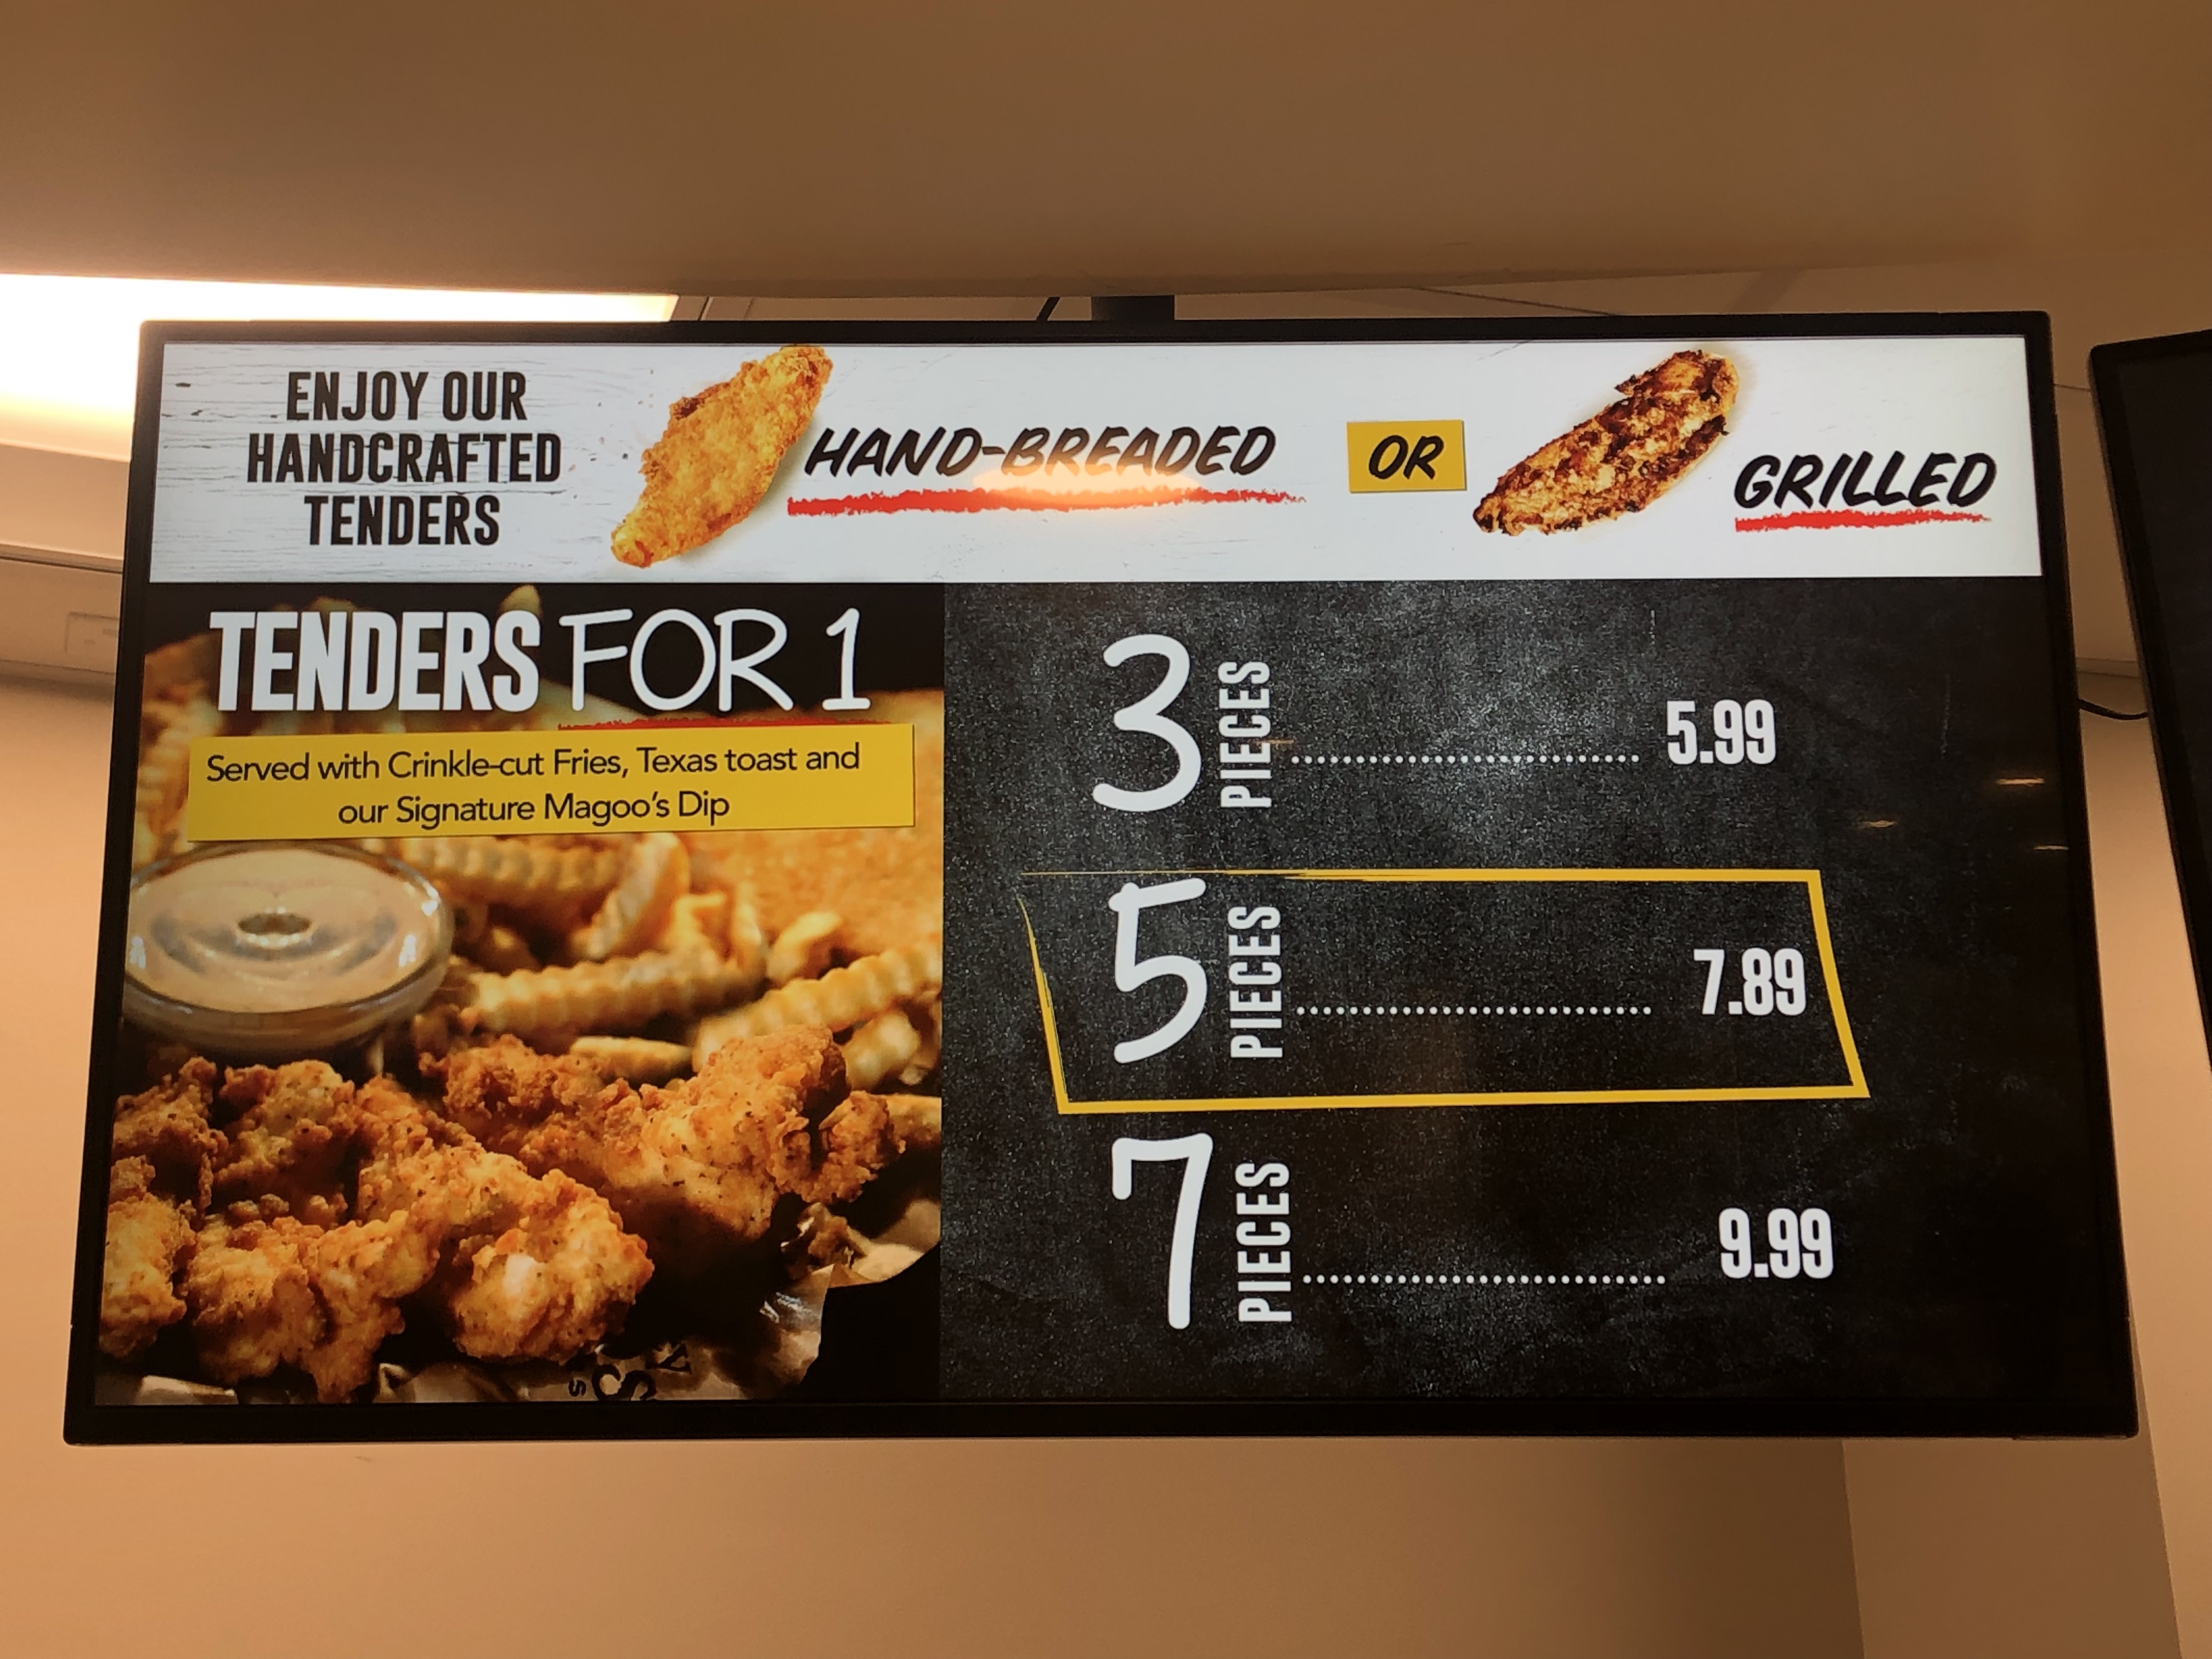 ENJOY OUR
HANDCRAFTED
TENDERS
HAND-BREADED
OR
GRILLED
TENDERS FOR 1
Served with Crinkle-cut Fries, Texas toast and
our Signature Magoo's Dip
3 PIECES 5.99
5 PIECES 7.89
7 PIECES 9.99